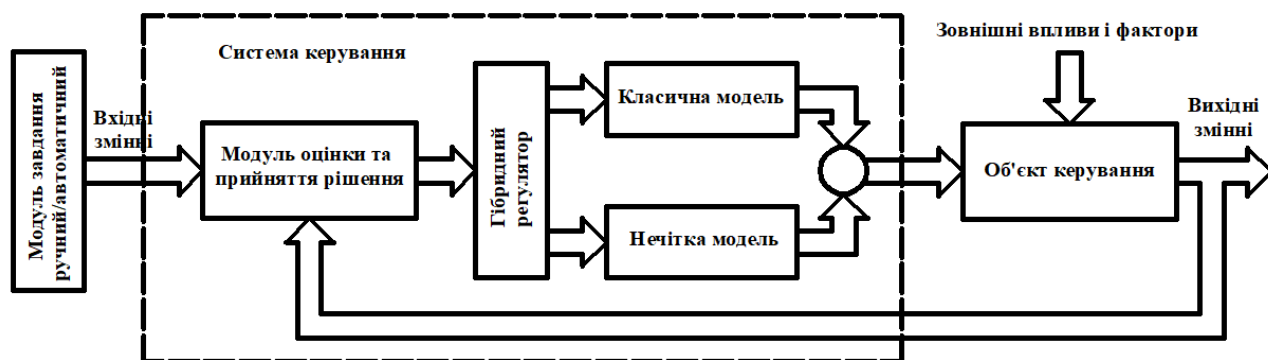 Модуль завдання
ручний/автоматичний
Вхідні
змінні
Система керування
Модуль оцінки та
прийняття рішення
Гібридний
регулятор
Класична модель
Нечітка модель
Зовнішні впливи і фактори
Об'єкт керування
Вихідні
змінні